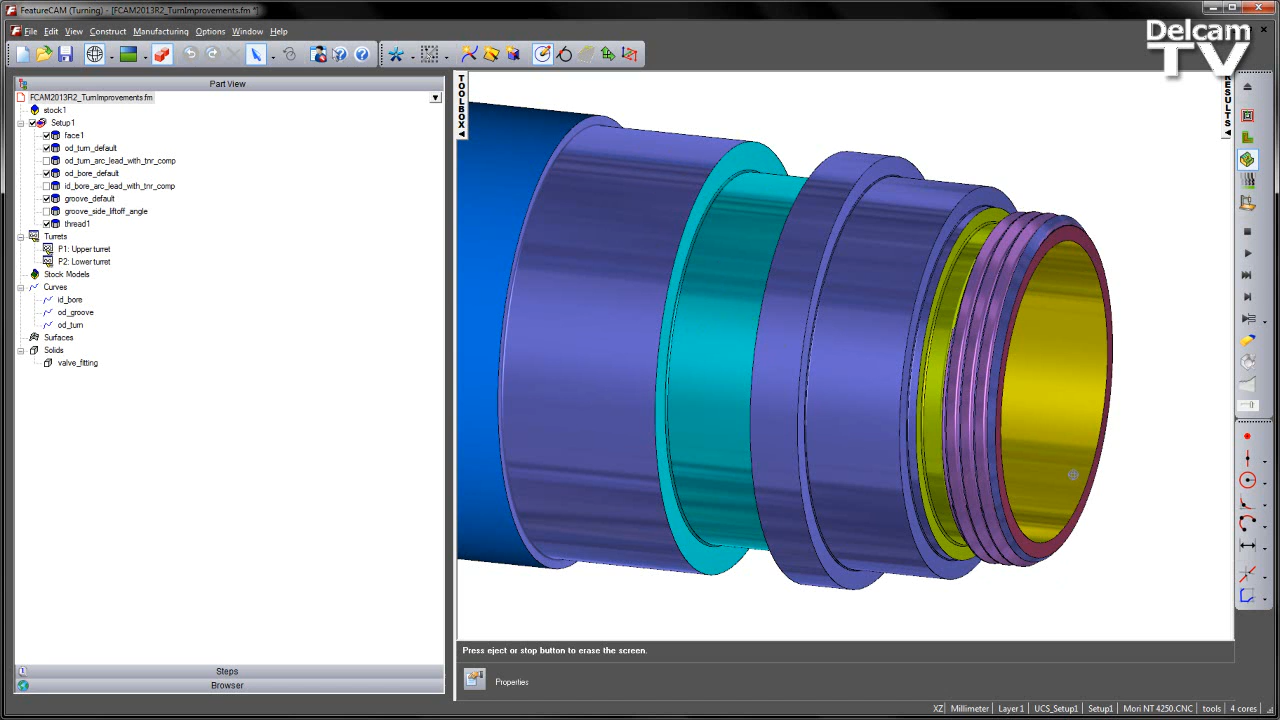 FeatureCAM (Turning) - [FCAM2013R2_TurnImprovements.fm *]
File Edit View Construct Manufacturing Options Window Help
Delcam
TV
Part View
TOOLBOX
RESULTS
FCAM2013R2_TurnImprovements.fm
stock1
Setup1
face1
od_turn_default
od_turn_arc_lead_with_tnr_comp
od_bore_default
id_bore_arc_lead_with_tnr_comp
groove_default
groove_side_liftoff_angle
thread1
Turrets
P1: Upper turret
P2: Lower turret
Stock Models
Curves
id_bore
od_groove
od_turn
Surfaces
Solids
valve_fitting
Steps
Browser
Press eject or stop button to erase the screen.
Properties
XZ Millimeter Layer1 UCS_Setup1 Setup1 Mori NT 4250.CNC tools 4 cores